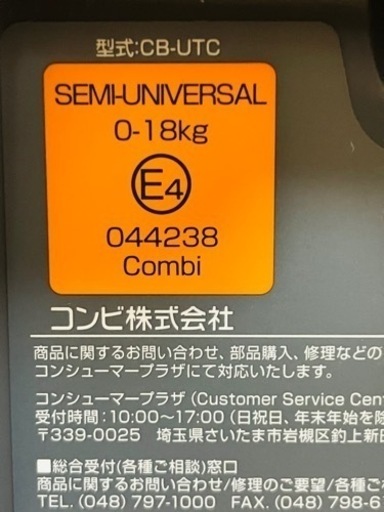 型式:CB-UTC
SEMI-UNIVERSAL
0-18kg
E4
044238
Combi
コンビ株式会社
商品に関するお問い合わせ、部品購入、修理などの
コンシューマープラザにて対応いたします。
コンシューマープラザ (Customer Service Cen
受付時間:10:00~17:00 (日祝日、年末年始を除
〒339-0025 埼玉県さいたま市岩槻区釣上新田
■総合受付(各種ご相談)窓口
商品に関するお問い合わせ/修理のご要望/各種ご
TEL. (048) 797-1000 FAX. (048) 798-6